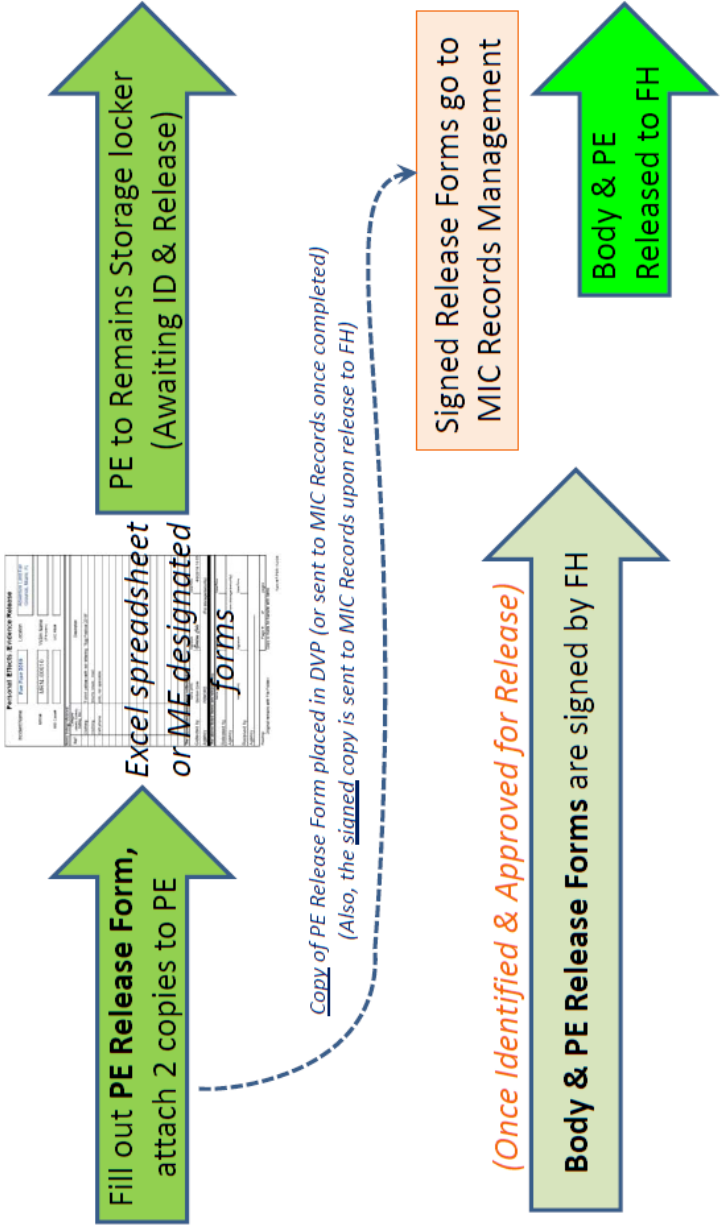 Fill out PE Release Form,
attach 2 copies to PE
Personal Effects /Evidence Release
Excel spreadsheet
or ME designated
forms
PE to Remains Storage locker
(Awaiting ID & Release)
Copy of PE Release Form placed in DVP (or sent to MIC Records once completed)
(Also, the signed copy is sent to MIC Records upon release to FH)
(Once Identified & Approved for Release)
Body & PE Release Forms are signed by FH
Signed Release Forms go to
MIC Records Management
Body & PE
Released to FH